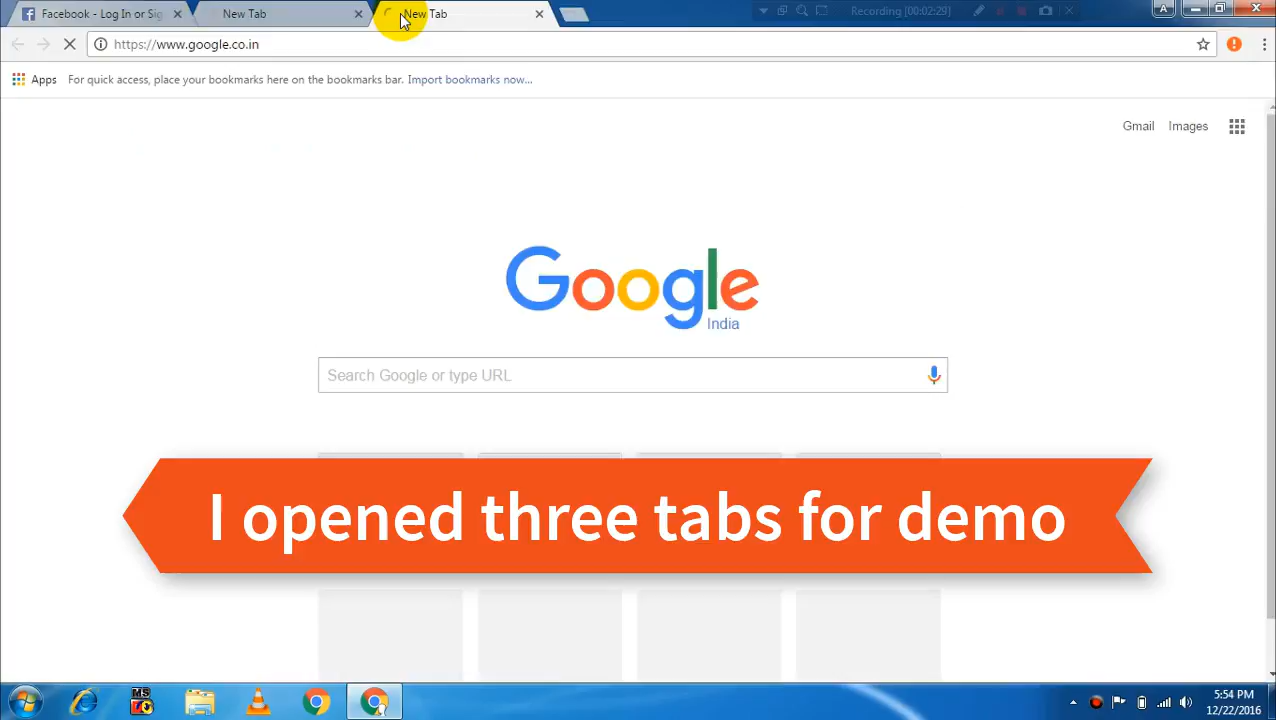 Facebook - Log In or Sig
New Tab
New Tab
Recording [00:02:29]
A
https://www.google.co.in
Apps
For quick access, place your bookmarks here on the bookmarks bar. Import bookmarks now...
Gmail
Images
Google
India
Search Google or type URL
I opened three tabs for demo
MS
5:54 PM
12/22/2016